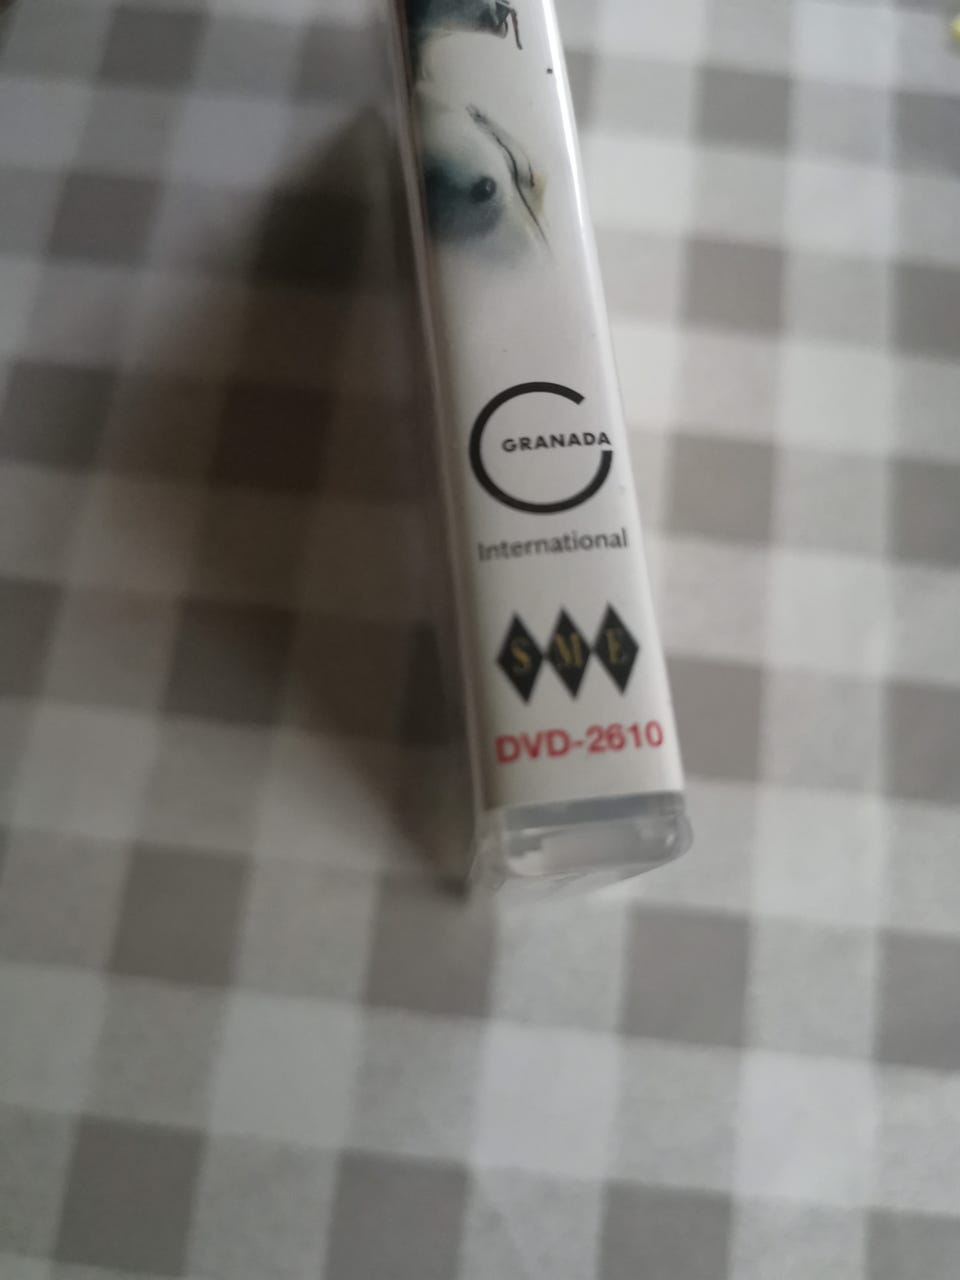 GRANADA
International
SME
DVD-2610